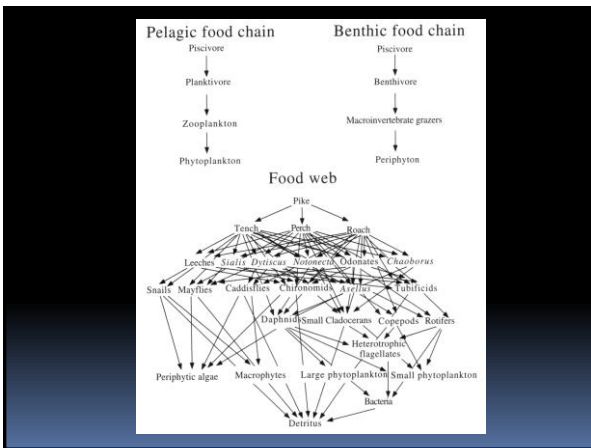 Pelagic food chain
Piscivore
Planktivore
Zooplankton
Phytoplankton
Benthic food chain
Piscivore
Benthivore
Macroinvertebrate grazers
Periphyton
Food web
Pike
Tench Perch Roach
Leeches Sialis Dytiscus Notonecta Odonates Chaoborus
Snails Mayflies Caddisflies Chironomids Asellus Tubificids
Daphnids Small Cladocerans Copepods Rotifers
Heterotrophic
flagellates
Periphytic algae Macrophytes Large phytoplankton Small phytoplankton
Bacteria
Detritus